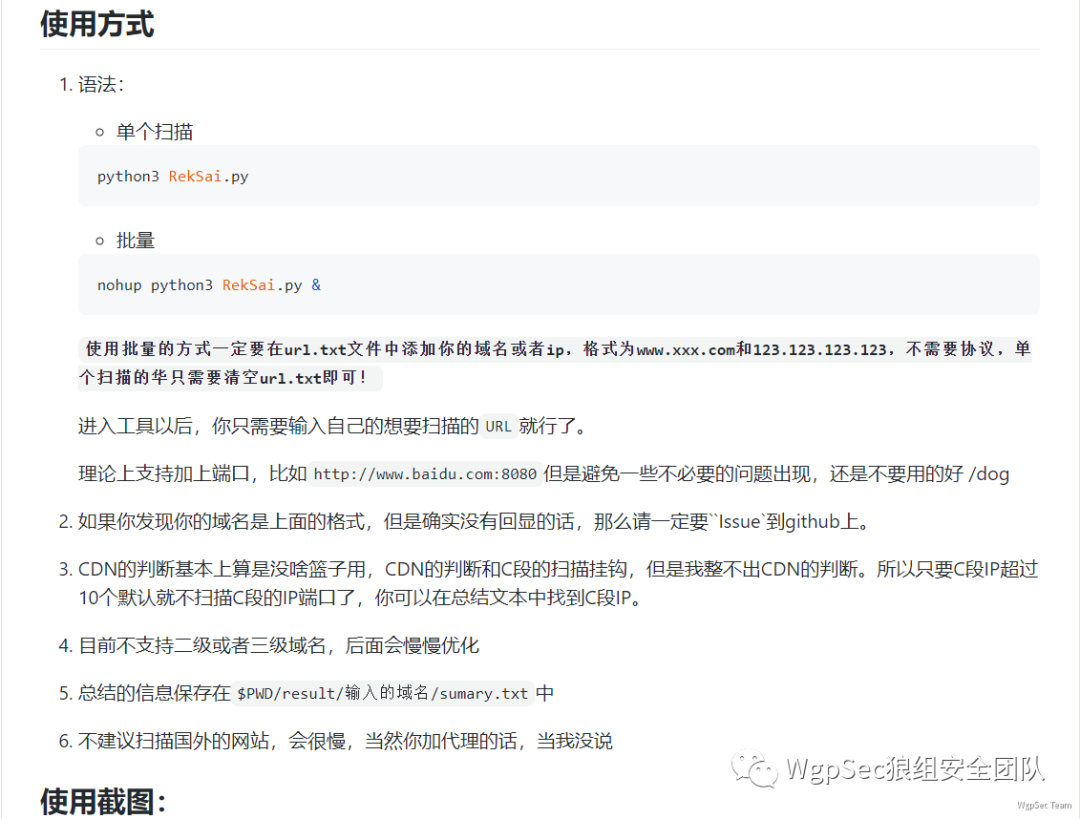 使用方式
1. 语法：
单个扫描
python3 RekSai.py
批量
nohup python3 RekSai.py &
使用批量的方式一定要在url.txt文件中添加你的域名或者ip，格式为www.xxx.com和123.123.123.123，不需要协议，单
个扫描的华只需要清空url.txt即可！
进入工具以后，你只需要输入自己的想要扫描的 URL 就行了。
理论上支持加上端口，比如 http://www.baidu.com:8080 但是避免一些不必要的问题出现，还是不要用的好 /dog
2. 如果你发现你的域名是上面的格式，但是确实没有回显的话，那么请一定要``Issue`到github上。
3. CDN的判断基本上算是没啥篮子用，CDN的判断和C段的扫描挂钩，但是我整不出CDN的判断。所以只要C段IP超过
10个默认就不扫描C段的IP端口了，你可以在总结文本中找到C段IP。
4. 目前不支持二级或者三级域名，后面会慢慢优化
5. 总结的信息保存在 $PWD/result/输入的域名/sumary.txt 中
6. 不建议扫描国外的网站，会很慢，当然你加代理的话，当我没说
WgpSec狼组安全团队
使用截图：
WgpSec Team